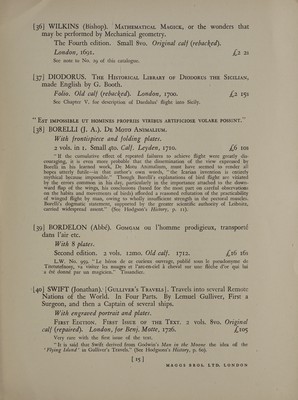 [36] WILKINS (Bishop). Mathematical Magick, or the wonders that
may be performed by Mechanical geometry.
The Fourth edition. Small 8vo. Original calf (rebacked).
London, 1691. £2 2s
See note to No. 29 of this catalogue.
[37] DIODORUS. The Historical Library of Diodorus the Sicilian,
made English by G. Booth.
Folio. Old calf (rebacked). London, 1700. £2 15s
See Chapter V. for description of Daedalus' flight into Sicily.
"Est impossibile ut homines propriis viribus artificiose volare possint."
[38] BORELLI (J. A.). De Motu Animalium.
With frontispiece and folding plates.
2 vols. in 1. Small 4to. Calf. Leyden, 1710. £6 10s
"If the cumulative effect of repeated failures to achieve flight were greatly dis-
couraging, it is even more probable that the determination of the view expressed by
Borelli in his learned work, De Motu Animalium, must have seemed to render further
hopes utterly futile—in that author's own words, "the Icarian invention is entirely
mythical because impossible." Though Borelli's explanations of bird flight are vitiated
by the errors common in his day, particularly in the importance attached to the down-
ward flap of the wings, his conclusions (based for the most part on careful observations
on the habits and movements of birds) afforded a reasoned refutation of the practicability
of winged flight by man, owing to wholly insufficient strength in the pectoral muscles.
Borelli's dogmatic statement, supported by the greater scientific authority of Leibnitz,
carried widespread assent." (See Hodgson's History, p. 11).
[39] BORDELON (Abbé). Gongam ou l'homme prodigieux, transporté
dans l'air etc.
With 8 plates.
Second edition. 2 vols. 12mo. Old calf. 1712. £16 16s
L.W. No. 599. "Le héros de ce curieux ouvrage, publié sous le pseudonyme de
Titetutefnosy, va visiter les nuages et l'arc-en-ciel à cheval sur une flèche d'or qui lui
a été donné par un magicien." Tissandier.
[40] SWIFT (Jonathan). [Gulliver's Travels]. Travels into several Remote
Nations of the World. In Four Parts. By Lemuel Gulliver, First a
Surgeon, and then a Captain of several ships.
With engraved portrait and plates.
First Edition. First Issue of the Text. 2 vols. 8vo. Original
calf (repaired). London, for Benj. Motte, 1726. £105
Very rare with the first issue of the text.
"It is said that Swift derived from Godwin's Man in the Moone the idea of the
'Flying Island' in Gulliver's Travels." (See Hodgson's History, p. 69).
[ 15 ]
MAGGS BROS. LTD. LONDON